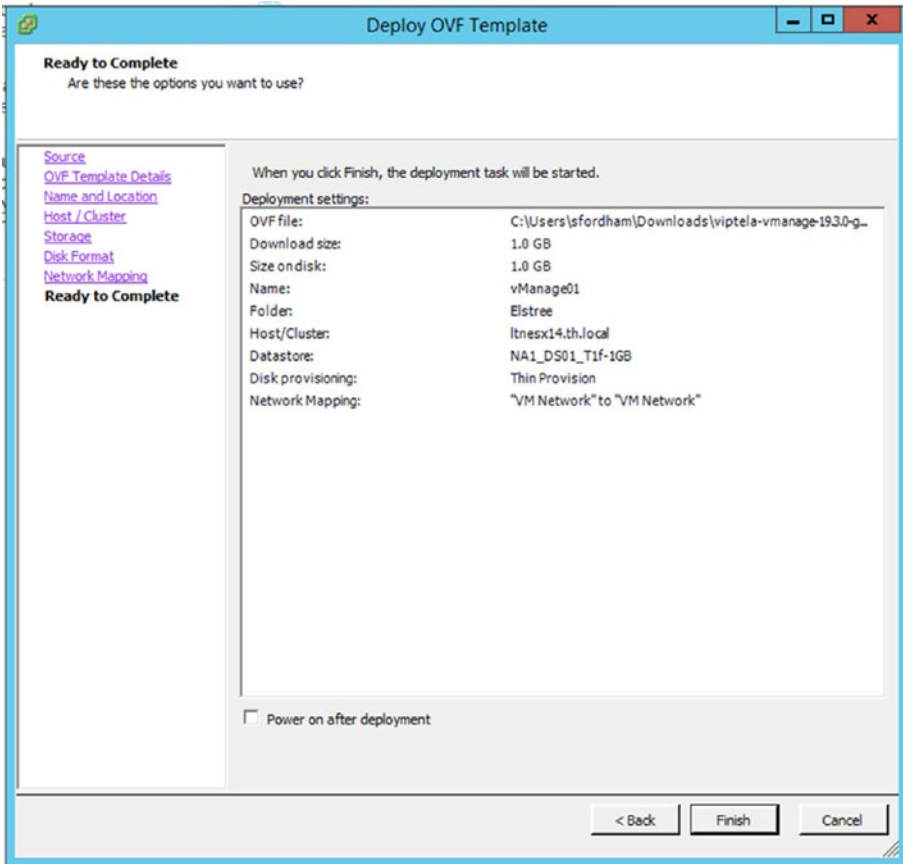 Deploy OVF Template
Ready to Complete
Are these the options you want to use?
Source
OVF Template Details
Name and Location
Host / Cluster
Storage
Disk Format
Network Mapping
Ready to Complete
When you click Finish, the deployment task will be started.
Deployment settings:
OVF file: C:\Users\sfordham\Downloads\viptela-vmanage-19.3.0-g...
Download size: 1.0 GB
Size on disk: 1.0 GB
Name: vManage01
Folder: Elstree
Host/Cluster: ltnesx14.th.local
Datastore: NA1_DS01_T1f-1GB
Disk provisioning: Thin Provision
Network Mapping: "VM Network" to "VM Network"
Power on after deployment
< Back Finish Cancel